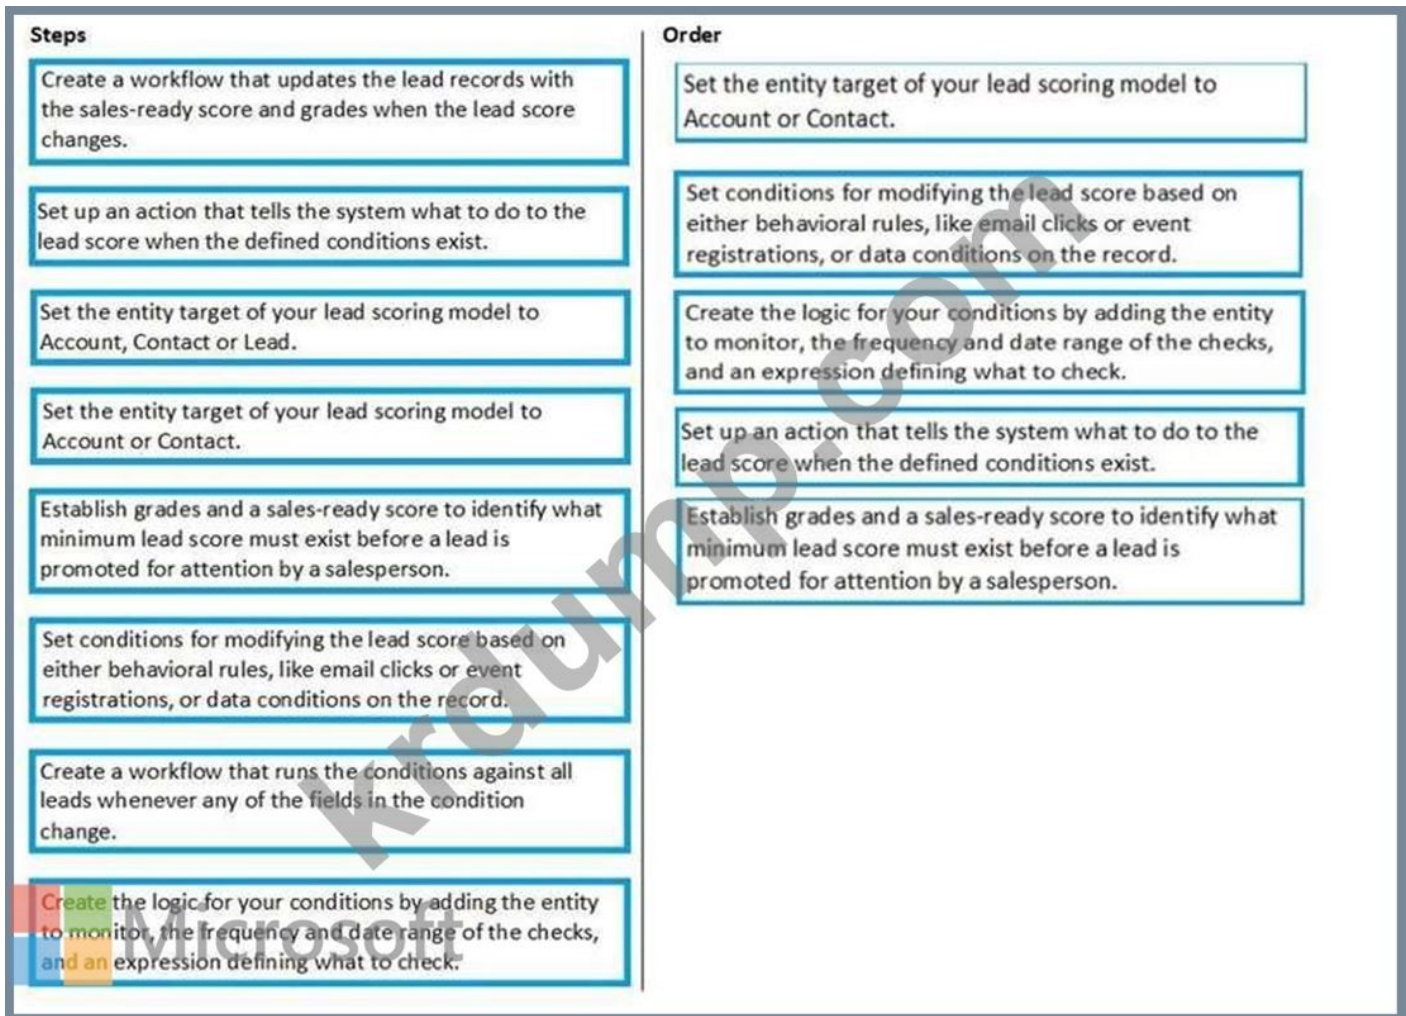 Steps
Create a workflow that updates the lead records with
the sales-ready score and grades when the lead score
changes.
Set up an action that tells the system what to do to the
lead score when the defined conditions exist.
Set the entity target of your lead scoring model to
Account, Contact or Lead.
Set the entity target of your lead scoring model to
Account or Contact.
Establish grades and a sales-ready score to identify what
minimum lead score must exist before a lead is
promoted for attention by a salesperson.
Set conditions for modifying the lead score based on
either behavioral rules, like email clicks or event
registrations, or data conditions on the record.
Create a workflow that runs the conditions against all
leads whenever any of the fields in the condition
change.
Create the logic for your conditions by adding the entity
to monitor, the frequency and date range of the checks,
and an expression defining what to check.
Order
Set the entity target of your lead scoring model to
Account or Contact.
Set conditions for modifying the lead score based on
either behavioral rules, like email clicks or event
registrations, or data conditions on the record.
Create the logic for your conditions by adding the entity
to monitor, the frequency and date range of the checks,
and an expression defining what to check.
Set up an action that tells the system what to do to the
lead score when the defined conditions exist.
Establish grades and a sales-ready score to identify what
minimum lead score must exist before a lead is
promoted for attention by a salesperson.
krdump.com
Microsoft